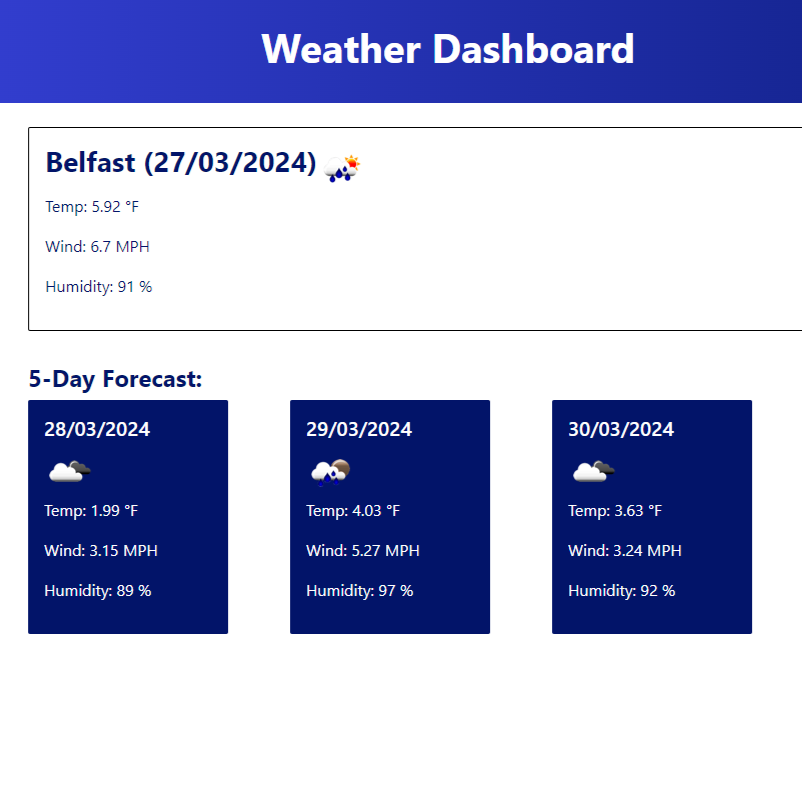 Weather Dashboard
Belfast (27/03/2024)
Temp: 5.92 °F
Wind: 6.7 MPH
Humidity: 91 %
5-Day Forecast:
28/03/2024
Temp: 1.99 °F
Wind: 3.15 MPH
Humidity: 89 %
29/03/2024
Temp: 4.03 °F
Wind: 5.27 MPH
Humidity: 97 %
30/03/2024
Temp: 3.63 °F
Wind: 3.24 MPH
Humidity: 92 %